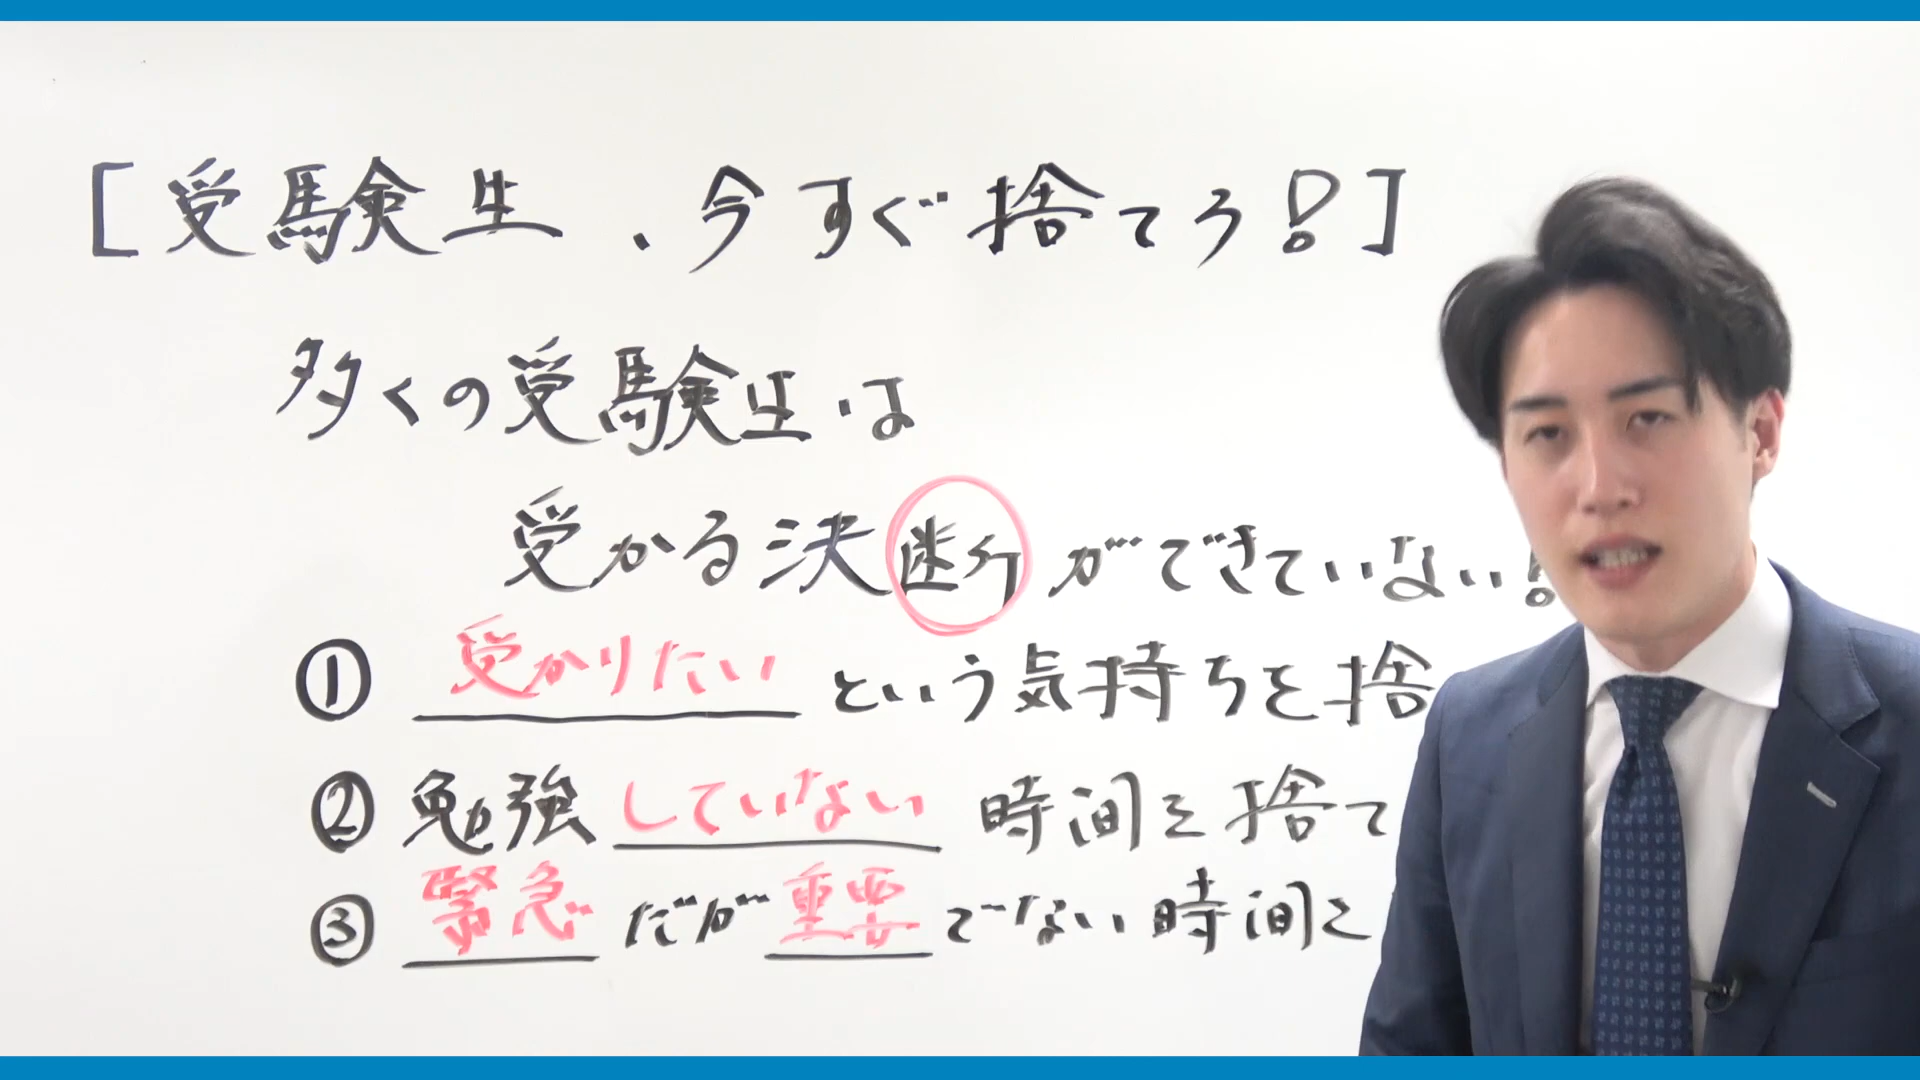 [受験生、今すぐ捨てろ!]
多くの受験生は
受かる決断ができていない!
① 受かりたい という気持ちを捨
② 勉強していない 時間を捨て
③ 緊急だが重要でない時間を